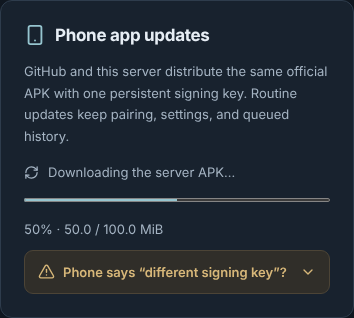 Phone app updates
GitHub and this server distribute the same official
APK with one persistent signing key. Routine
updates keep pairing, settings, and queued
history.
Downloading the server APK...
50% · 50.0 / 100.0 MiB
Phone says “different signing key”?